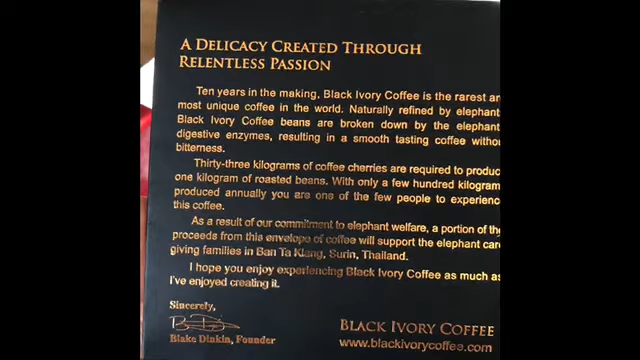 A DELICACY CREATED THROUGH
RELENTLESS PASSION
Ten years in the making, Black Ivory Coffee is the rarest an
most unique coffee in the world. Naturally refined by elephants
Black Ivory Coffee beans are broken down by the elephant
digestive enzymes, resulting in a smooth tasting coffee withou
bitterness.
Thirty-three kilograms of coffee cherries are required to produc
one kilogram of roasted beans. With only a few hundred kilogram
produced annually you are one of the few people to experienc
this coffee.
As a result of our commitment to elephant welfare, a portion of th
proceeds from this envelope of coffee will support the elephant care
giving families in Ban Ta Klang, Surin, Thailand.
I hope you enjoy experiencing Black Ivory Coffee as much as
I've enjoyed creating it.
Sincerely,
Blake Dinkin, Founder
BLACK IVORY COFFEE
www.blackivorycoffee.com